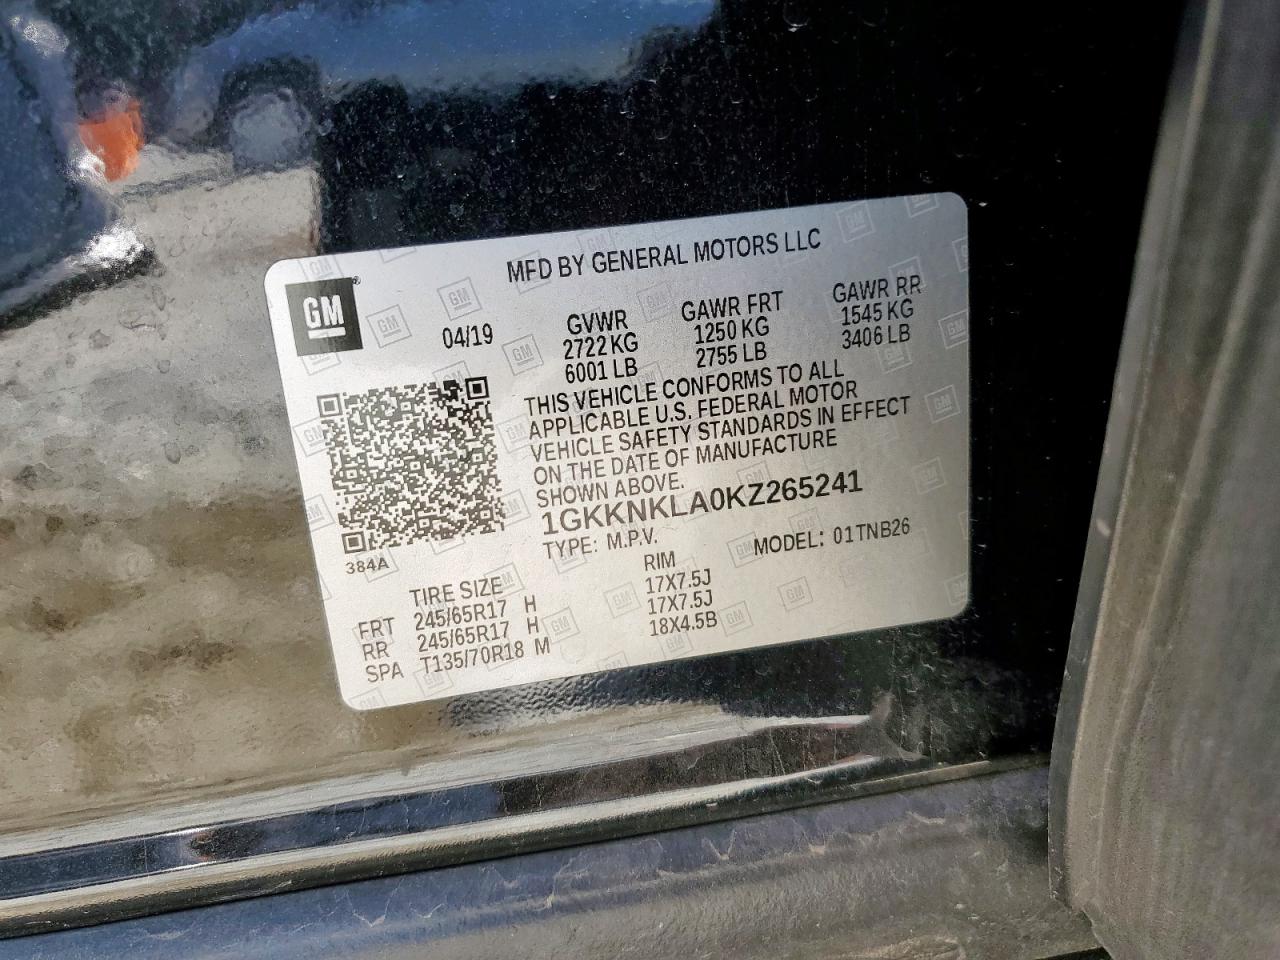 MFD BY GENERAL MOTORS LLC
GM®
04/19
GVWR GAWR FRT GAWR RR
2722 KG 1250 KG 1545 KG
6001 LB 2755 LB 3406 LB
THIS VEHICLE CONFORMS TO ALL
APPLICABLE U.S. FEDERAL MOTOR
VEHICLE SAFETY STANDARDS IN EFFECT
ON THE DATE OF MANUFACTURE
SHOWN ABOVE.
1GKKNKLA0KZ265241
TYPE: M.P.V. MODEL: 01TNB26
384A
TIRE SIZE RIM
FRT 245/65R17 H 17X7.5J
RR 245/65R17 H 17X7.5J
SPA T135/70R18 M 18X4.5B